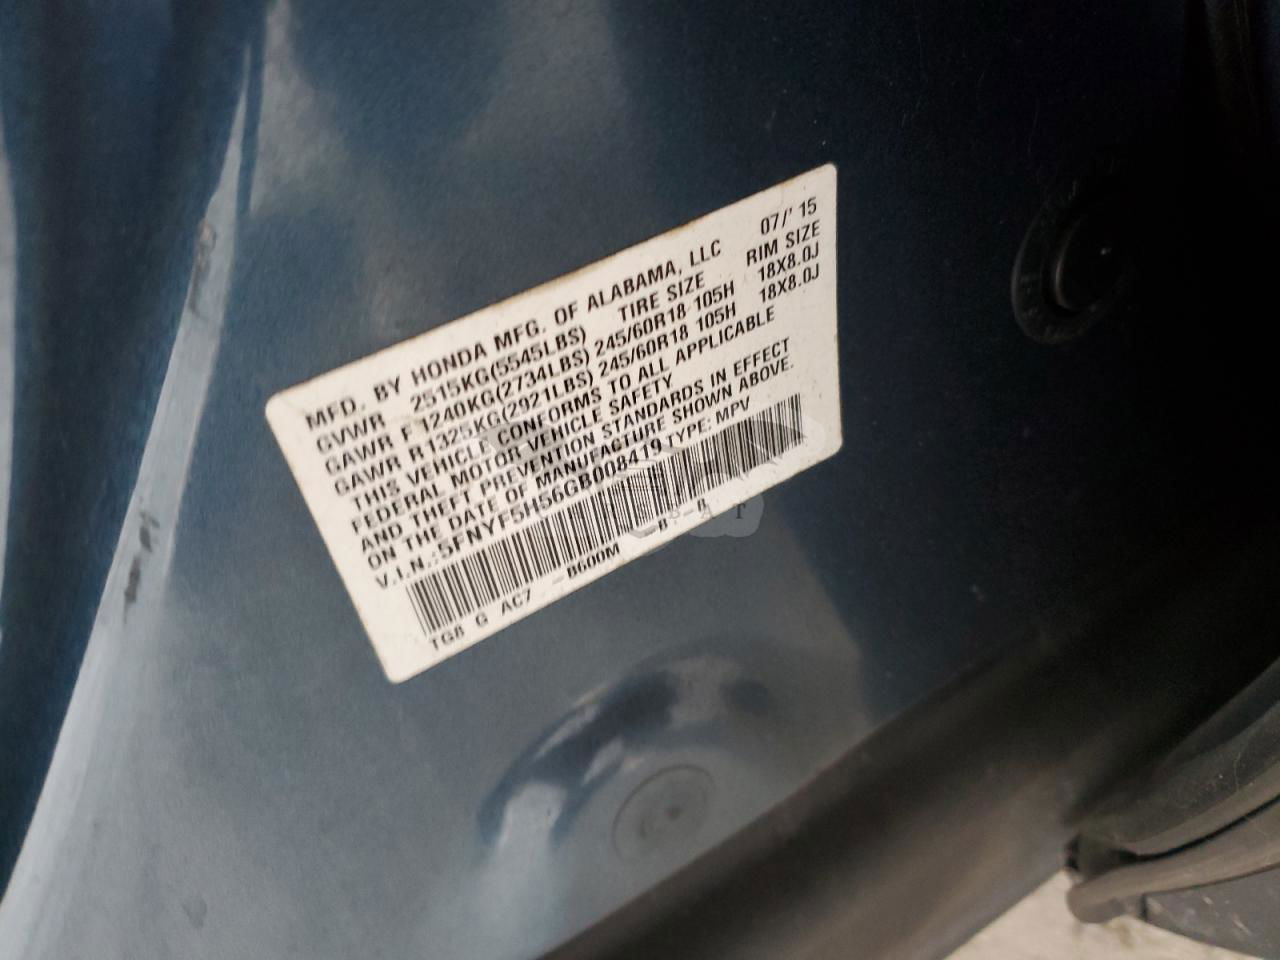 MFD. BY HONDA MFG. OF ALABAMA, LLC 07/'15
GVWR 2515KG(5545LBS) TIRE SIZE RIM SIZE
GAWR F 1240KG(2734LBS) 245/60R18 105H 18X8.0J
GAWR R 1325KG(2921LBS) 245/60R18 105H 18X8.0J
THIS VEHICLE CONFORMS TO ALL APPLICABLE
FEDERAL MOTOR VEHICLE SAFETY
AND THEFT PREVENTION STANDARDS IN EFFECT
ON THE DATE OF MANUFACTURE SHOWN ABOVE.
V.I.N.:5FNYF5H56GB008419 TYPE: MPV
TG8 G AC7 -B600M -B -B